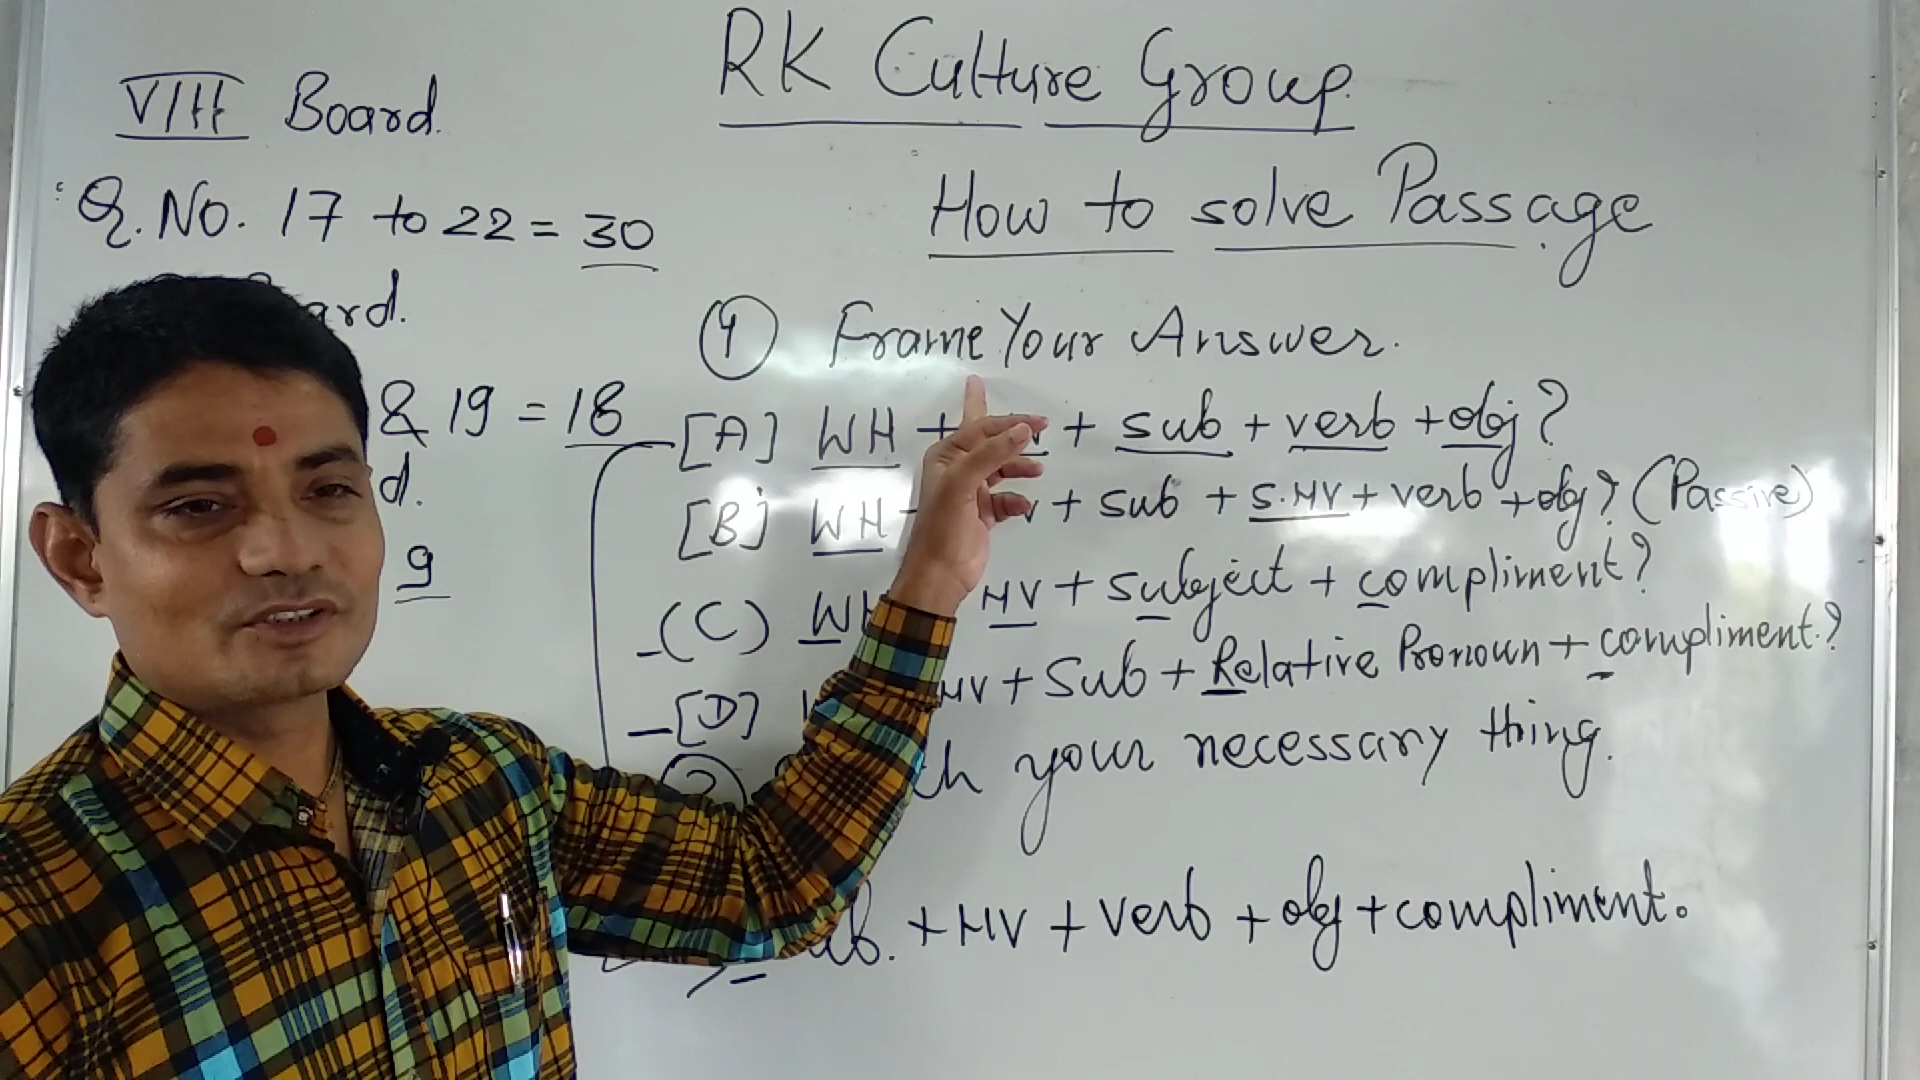 VIII Board.
Q. No. 17 to 22 = 30
ard.
& 19 = 18
d.
9
RK Culture Group.
How to solve Passage
Frame Your Answer.
[A] WH + + sub + verb + obj?
[B] WH + sub + S.HV + verb + obj? (Passive)
(C) HV + subject + compliment?
[D] HV + Sub + Relative Pronoun + compliment.?
your necessary thing.
+ HV + verb + obj + compliment.